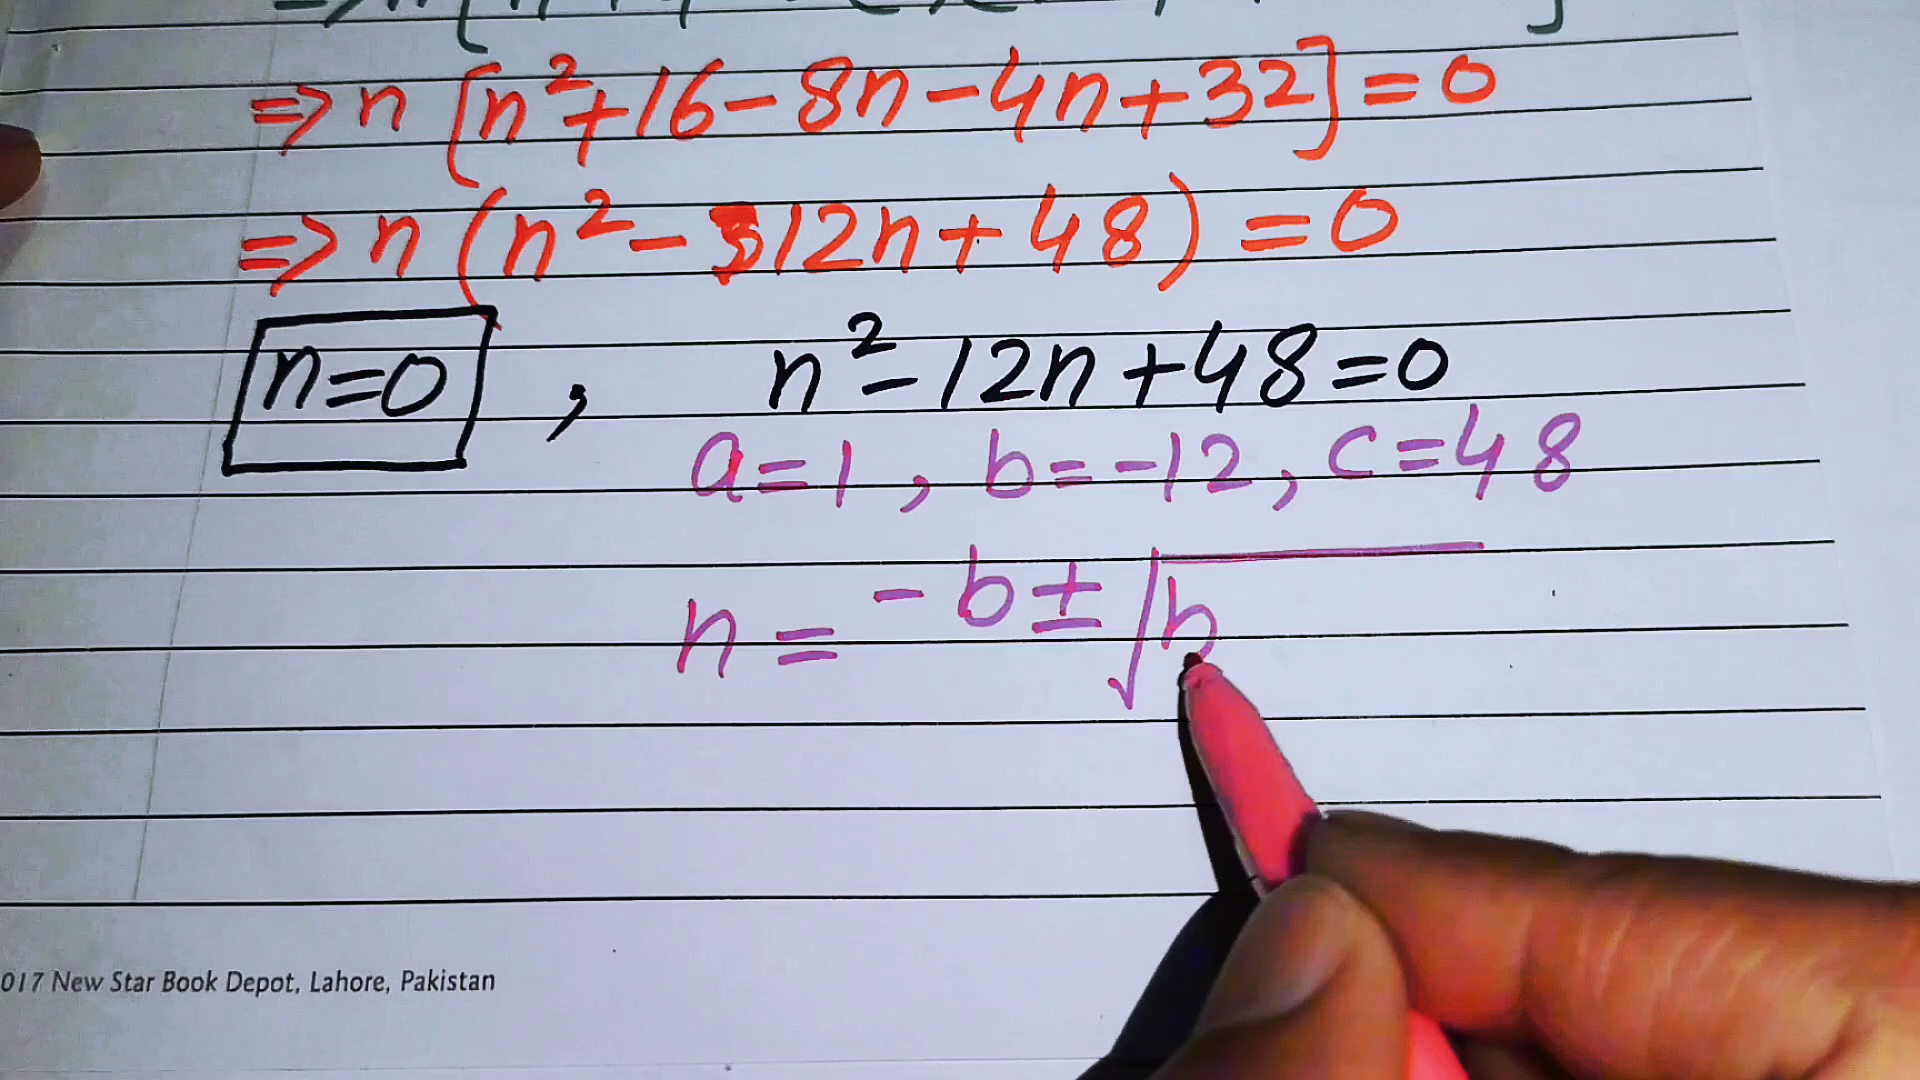 => n [n²+16-8n-4n+32]=0
=> n (n²-12n+48)=0
n=0 , n²-12n+48=0
a=1, b=-12, c=48
n = -b±√b
017 New Star Book Depot, Lahore, Pakistan